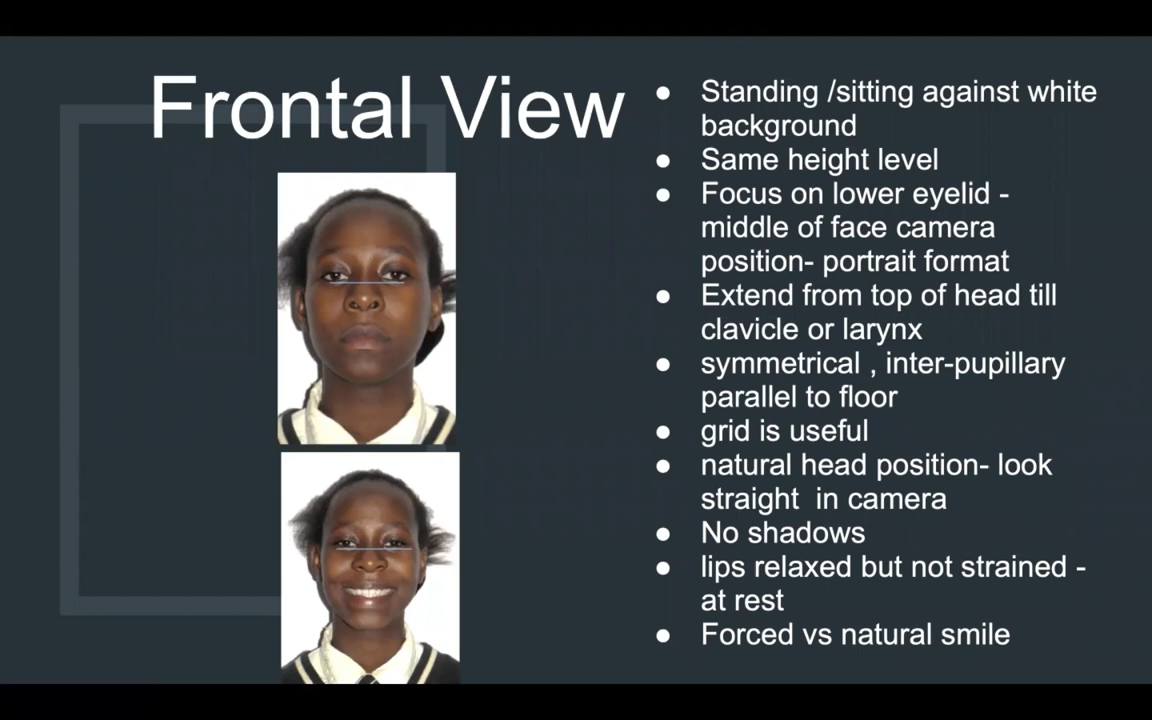 Frontal View
● Standing /sitting against white
background
● Same height level
● Focus on lower eyelid -
middle of face camera
position- portrait format
● Extend from top of head till
clavicle or larynx
● symmetrical , inter-pupillary
parallel to floor
● grid is useful
● natural head position- look
straight  in camera
● No shadows
● lips relaxed but not strained -
at rest
● Forced vs natural smile